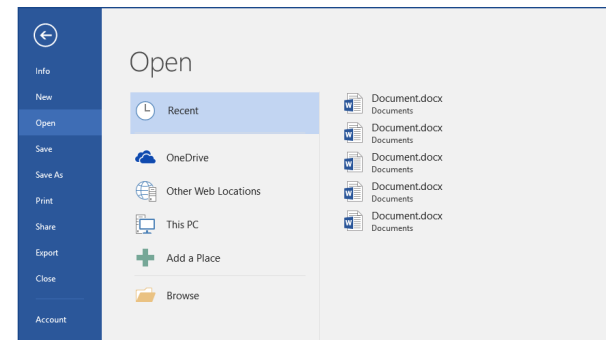 Info
New
Open
Save
Save As
Print
Share
Export
Close
Account
Open
Recent
OneDrive
Other Web Locations
This PC
Add a Place
Browse
Document.docx
Documents
Document.docx
Documents
Document.docx
Documents
Document.docx
Documents
Document.docx
Documents